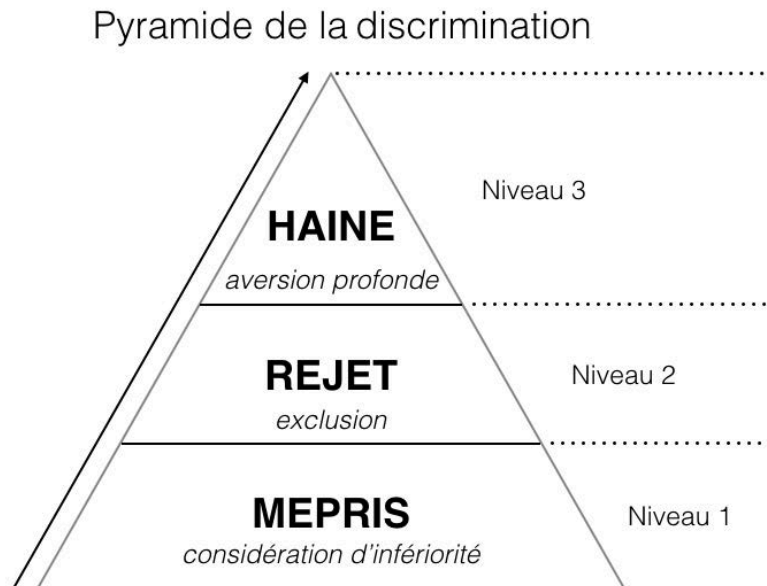 Pyramide de la discrimination
Niveau 3
HAINE
aversion profonde
REJET
Niveau 2
exclusion
MEPRIS
Niveau 1
considération d'infériorité